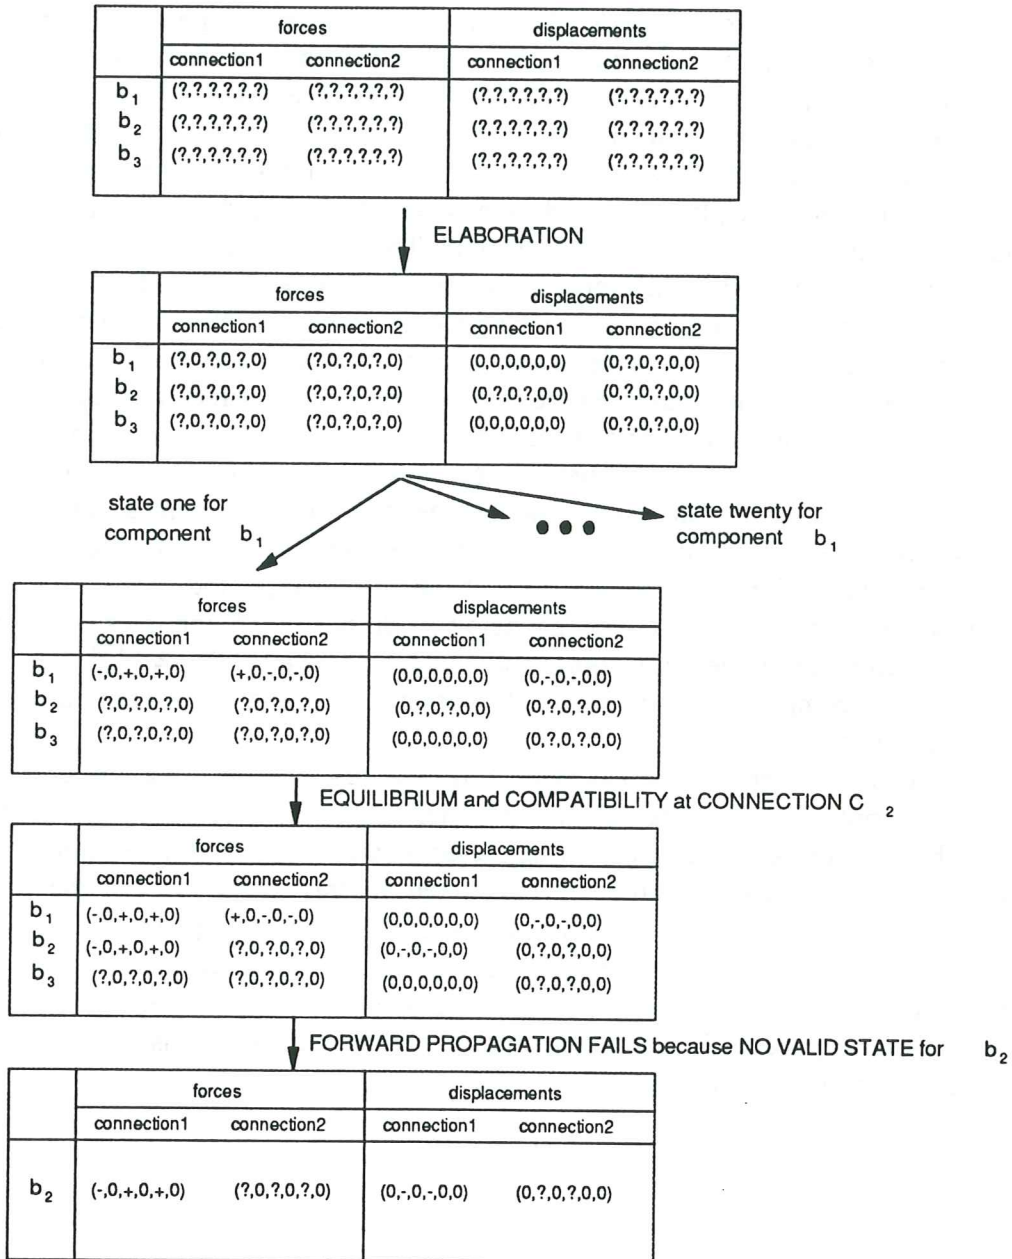 forces displacements
connection1 connection2 connection1 connection2
b1 (?,?,?,?,?,?) (?,?,?,?,?,?) (?,?,?,?,?,?) (?,?,?,?,?,?)
b2 (?,?,?,?,?,?) (?,?,?,?,?,?) (?,?,?,?,?,?) (?,?,?,?,?,?)
b3 (?,?,?,?,?,?) (?,?,?,?,?,?) (?,?,?,?,?,?) (?,?,?,?,?,?)
ELABORATION
forces displacements
connection1 connection2 connection1 connection2
b1 (?,0,?,0,?,0) (?,0,?,0,?,0) (0,0,0,0,0,0) (0,?,0,?,0,0)
b2 (?,0,?,0,?,0) (?,0,?,0,?,0) (0,?,0,?,0,0) (0,?,0,?,0,0)
b3 (?,0,?,0,?,0) (?,0,?,0,?,0) (0,0,0,0,0,0) (0,?,0,?,0,0)
state one for
component b1
state twenty for
component b1
forces displacements
connection1 connection2 connection1 connection2
b1 (-,0,+,0,+,0) (+,0,-,0,-,0) (0,0,0,0,0,0) (0,-,0,-,0,0)
b2 (?,0,?,0,?,0) (?,0,?,0,?,0) (0,?,0,?,0,0) (0,?,0,?,0,0)
b3 (?,0,?,0,?,0) (?,0,?,0,?,0) (0,0,0,0,0,0) (0,?,0,?,0,0)
EQUILIBRIUM and COMPATIBILITY at CONNECTION C 2
forces displacements
connection1 connection2 connection1 connection2
b1 (-,0,+,0,+,0) (+,0,-,0,-,0) (0,0,0,0,0,0) (0,-,0,-,0,0)
b2 (-,0,+,0,+,0) (?,0,?,0,?,0) (0,-,0,-,0,0) (0,?,0,?,0,0)
b3 (?,0,?,0,?,0) (?,0,?,0,?,0) (0,0,0,0,0,0) (0,?,0,?,0,0)
FORWARD PROPAGATION FAILS because NO VALID STATE for b2
forces displacements
connection1 connection2 connection1 connection2
b2 (-,0,+,0,+,0) (?,0,?,0,?,0) (0,-,0,-,0,0) (0,?,0,?,0,0)